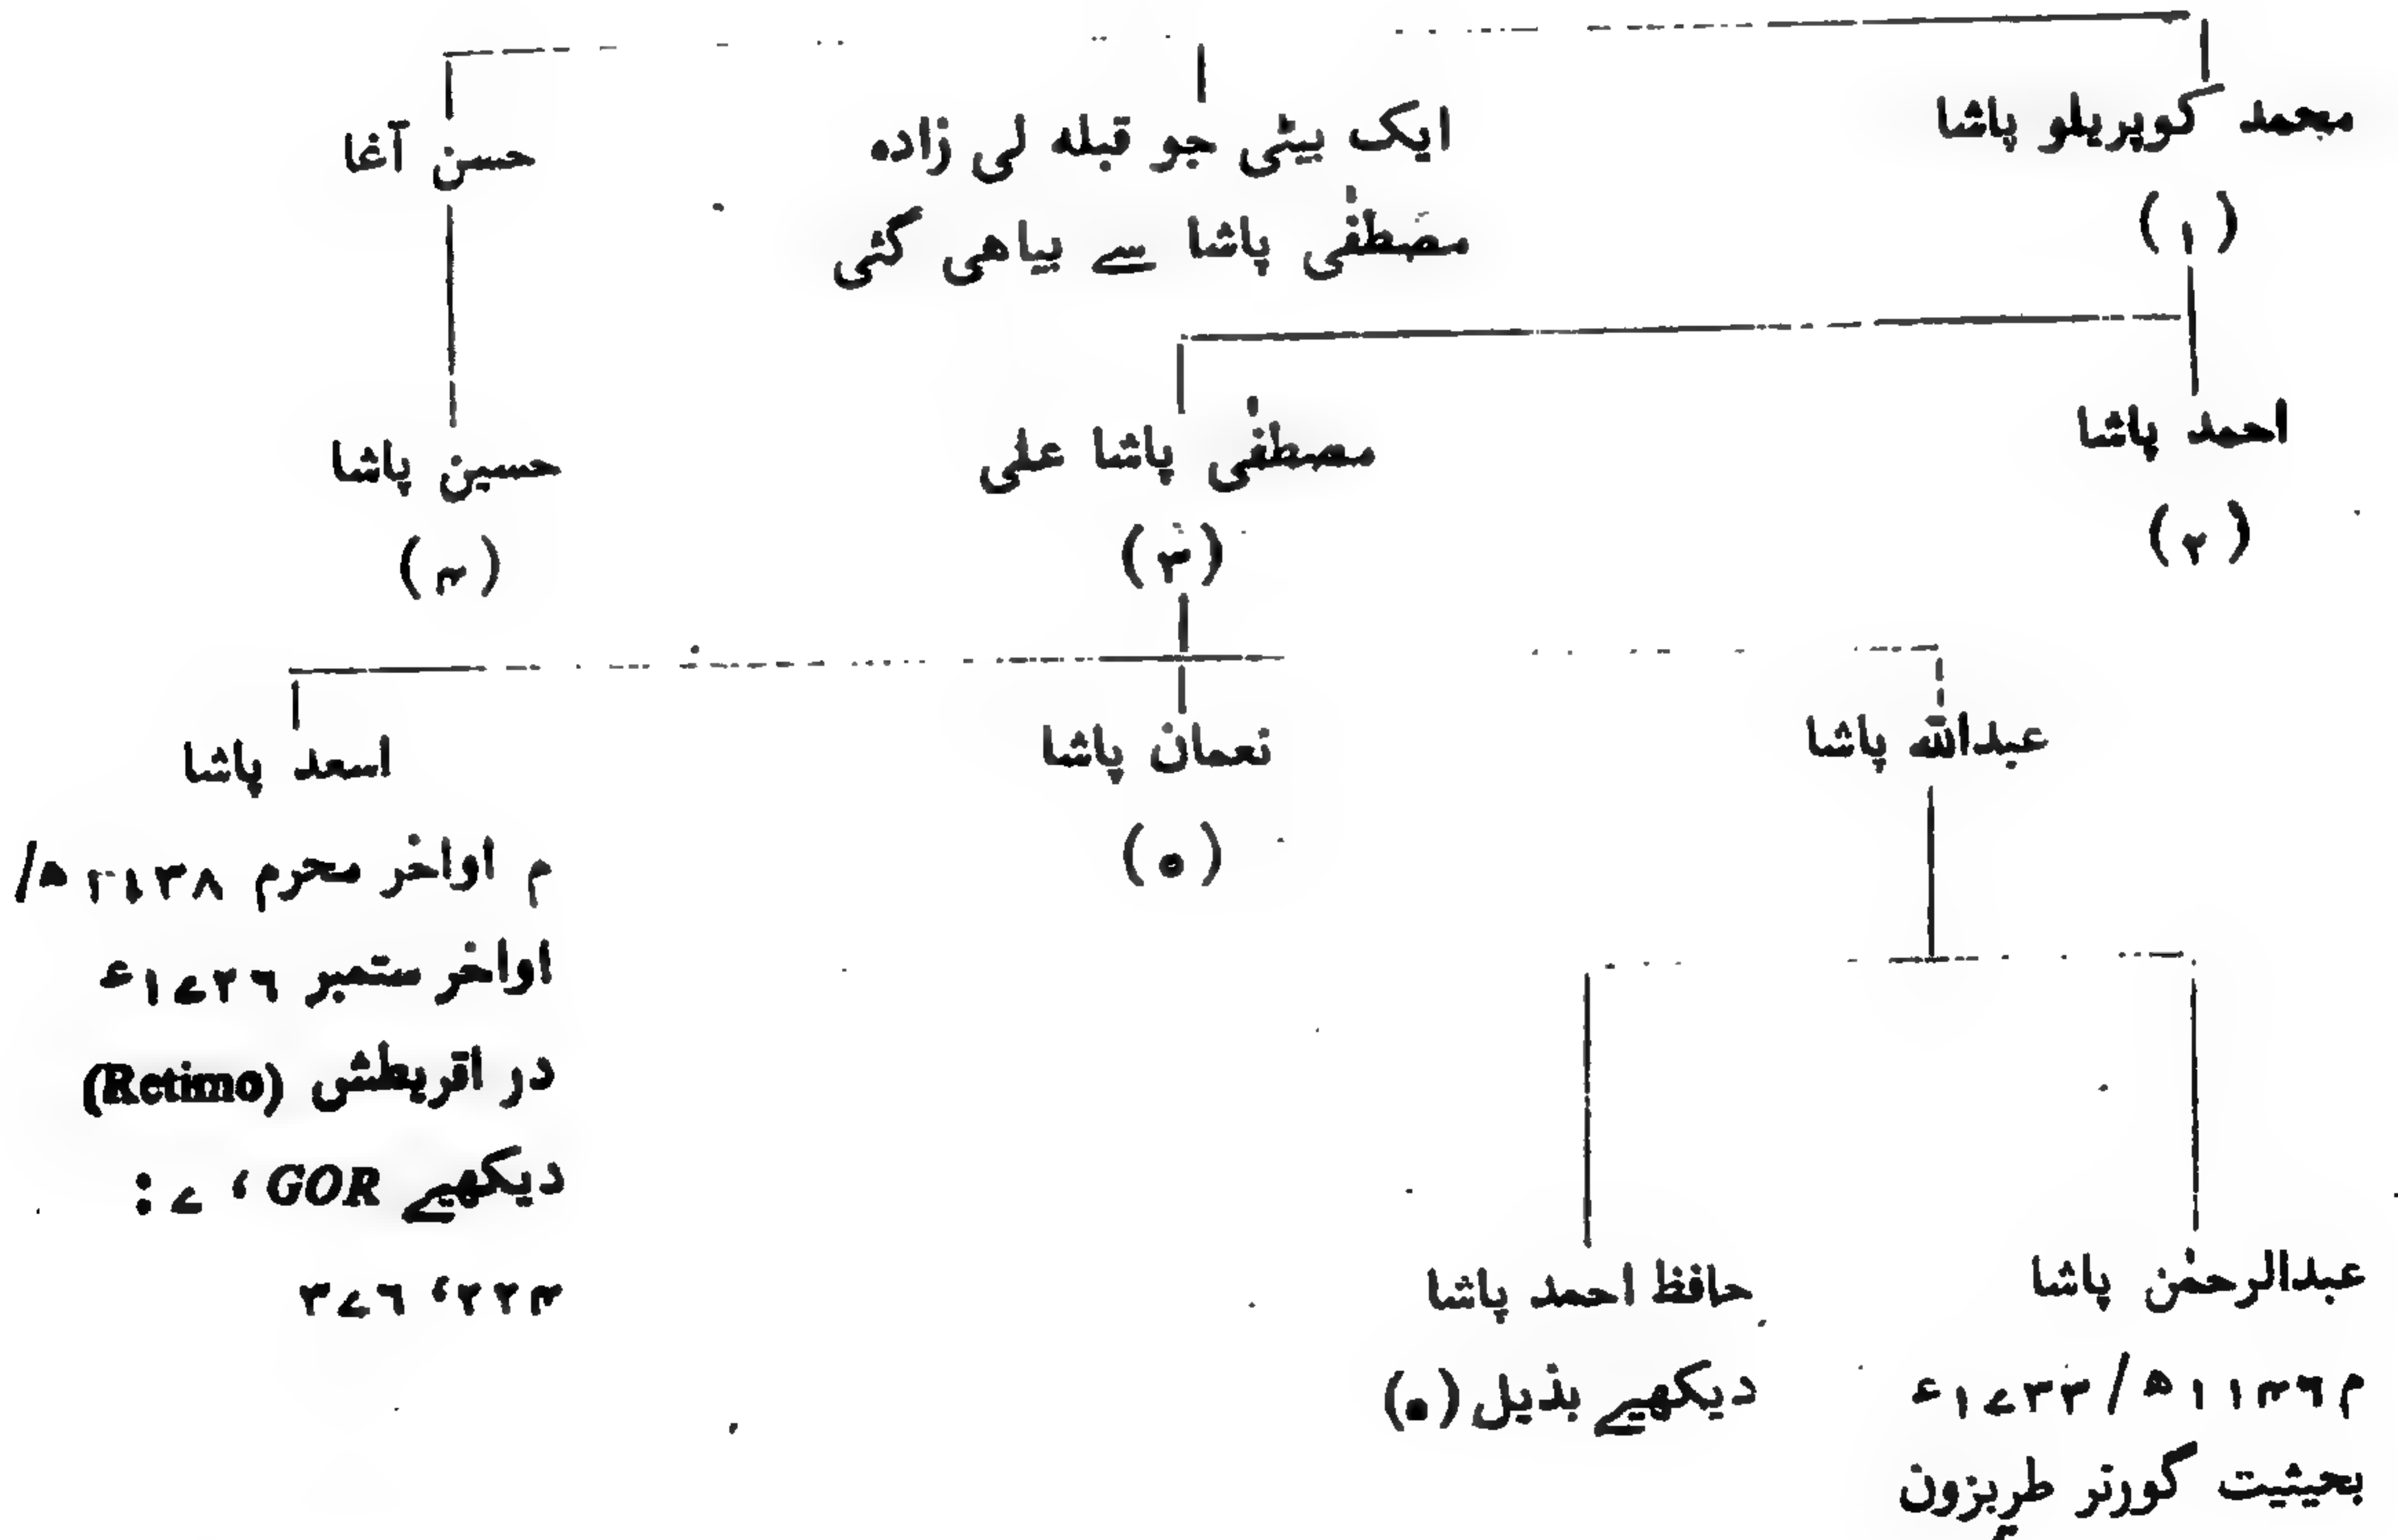 محمد کوپریلو پاشا
(۱)
ایک بیٹی جو قبلہ لی زادہ
مصطفٰی پاشا سے بیاھی گئی
حسن آغا
احمد پاشا
(۲)
مصطفٰی پاشا علی
(۳)
حسین پاشا
(۴)
عبداللہ پاشا
نعمان پاشا
(۵)
اسعد پاشا
م اواخر محرم ۱۱۳۸ھ/
اواخر ستمبر ۱۷۲۶ء
در اقریطش (Retimo)
دیکھیے GOR، ۷:
۲۲۴، ۳۷۶
عبدالرحمٰن پاشا
م ۱۱۴۶ھ/۱۷۳۳ء
بحیثیت گورنر طربزون
حافظ احمد پاشا
دیکھیے بذیل (۵)